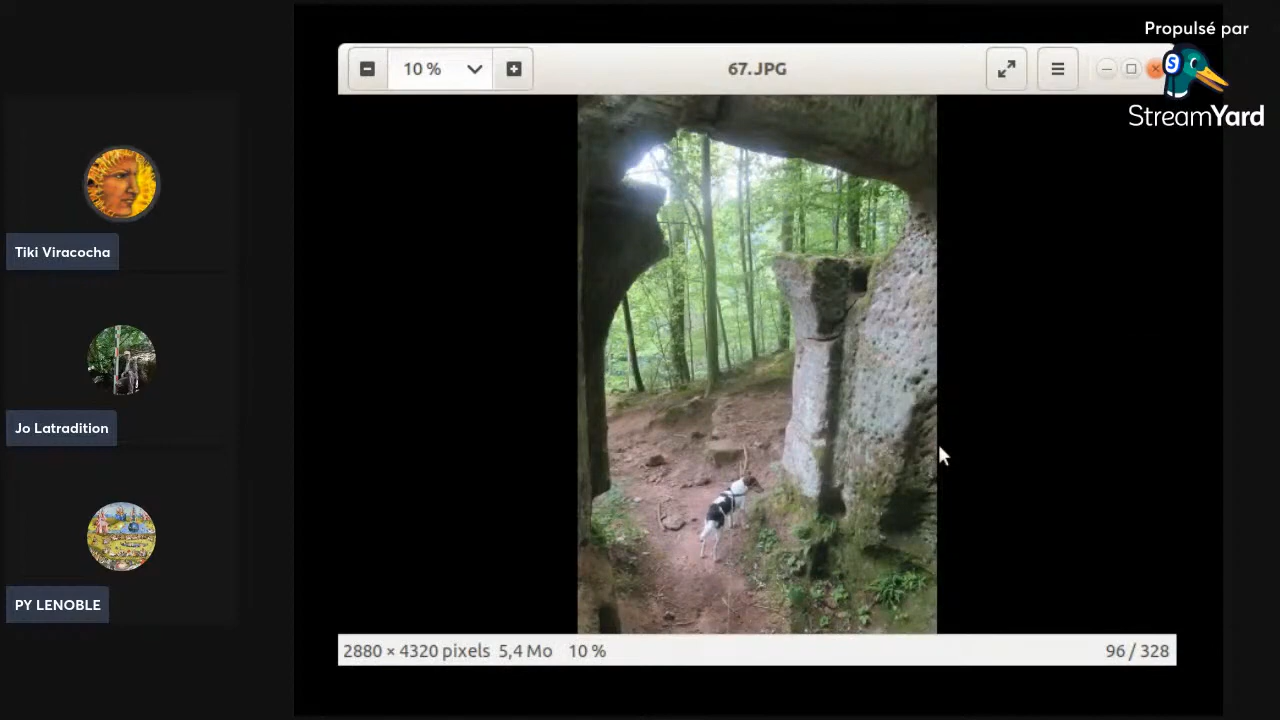 Propulsé par
StreamYard
10 %
67.JPG
Tiki Viracocha
Jo Latradition
PY LENOBLE
2880 × 4320 pixels 5,4 Mo 10 %
96 / 328